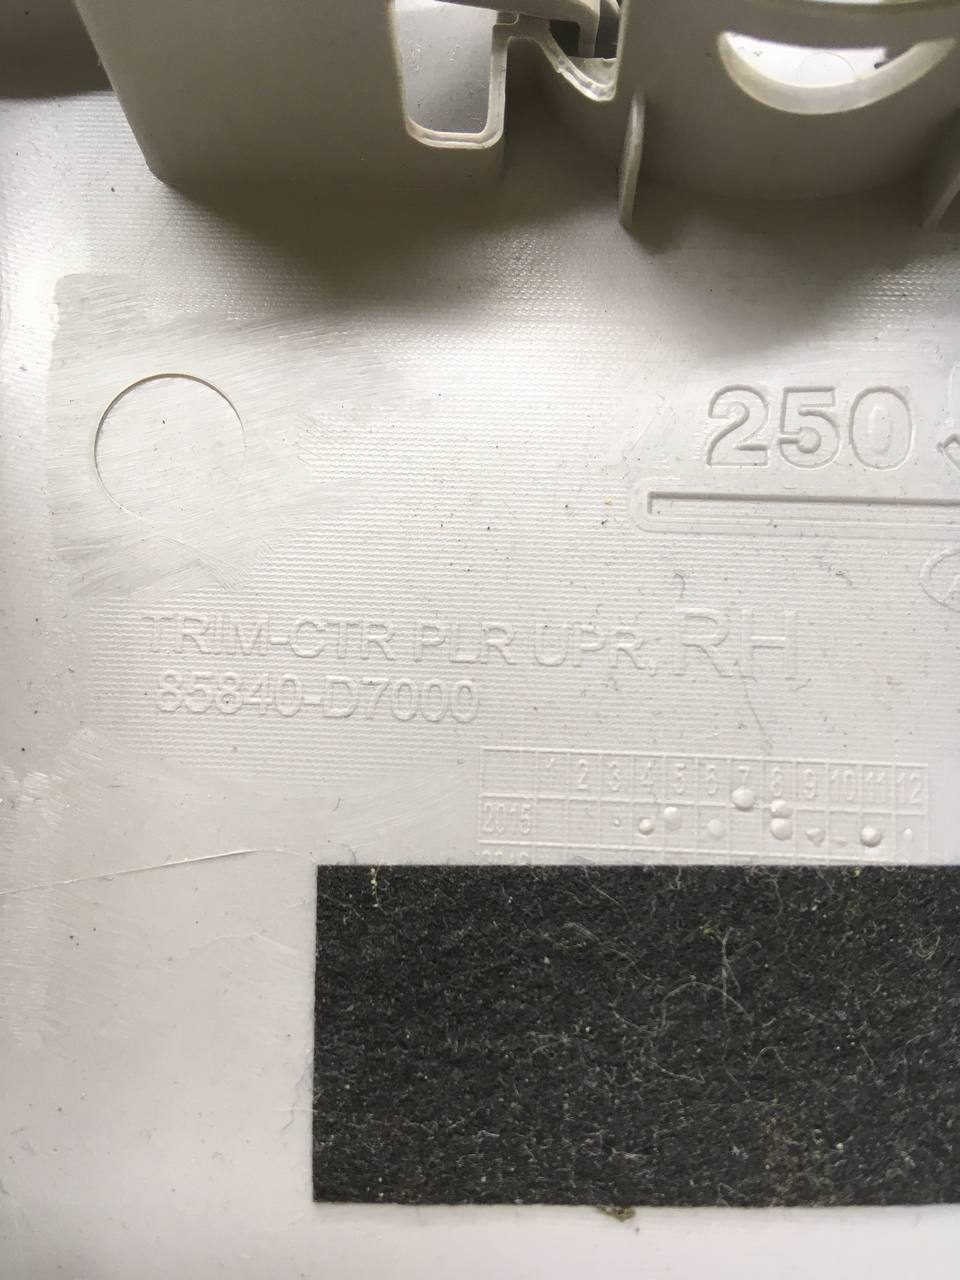 250
TRIM-CTR PLR UPR, RH
85840-D7000
1 2 3 4 5 6 7 8 9 10 11 12
2015